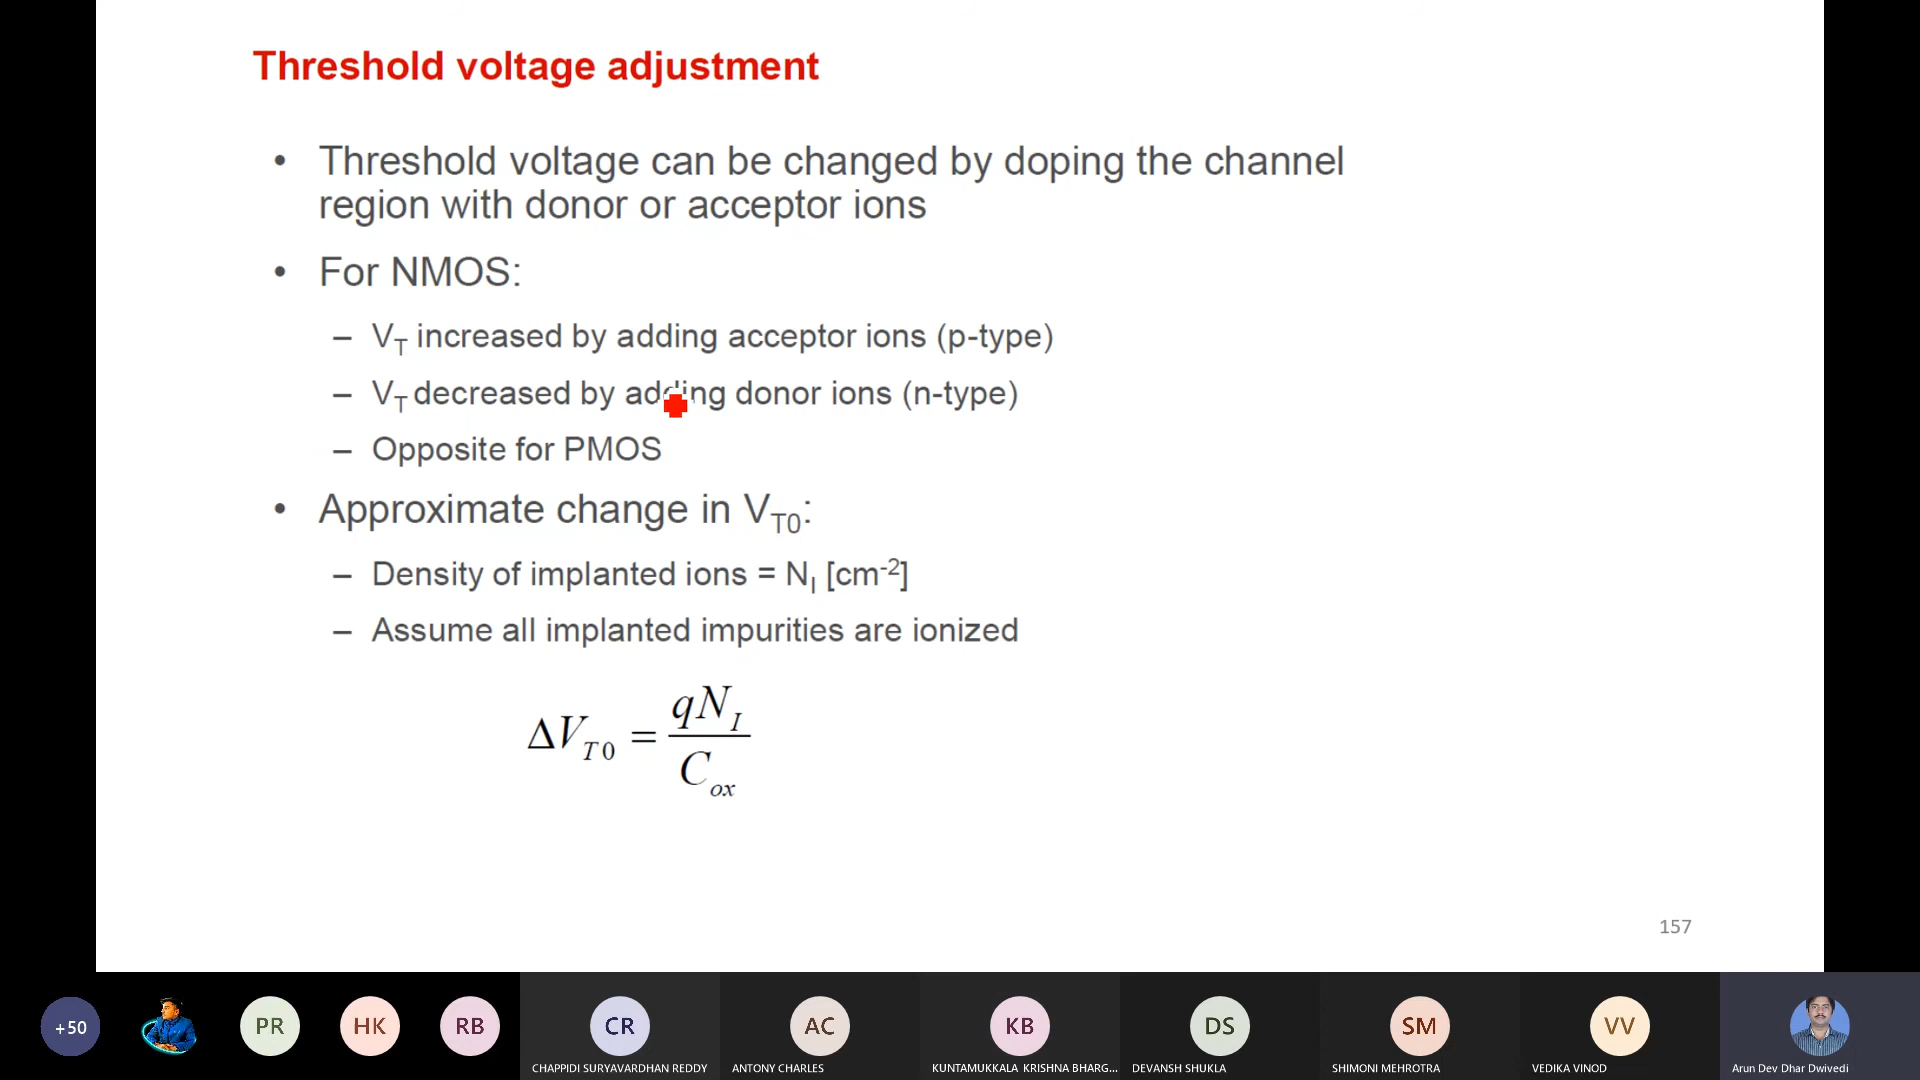 Threshold voltage adjustment
• Threshold voltage can be changed by doping the channel
region with donor or acceptor ions
• For NMOS:
– V_T increased by adding acceptor ions (p-type)
– V_T decreased by adding donor ions (n-type)
– Opposite for PMOS
• Approximate change in V_T0:
– Density of implanted ions = N_I [cm^-2]
– Assume all implanted impurities are ionized
ΔV_T0 = qN_I / C_ox
157
+50 PR HK RB CR AC KB DS SM VV
CHAPPIDI SURYAVARDHAN REDDY ANTONY CHARLES KUNTAMUKKALA KRISHNA BHARG... DEVANSH SHUKLA SHIMONI MEHROTRA VEDIKA VINOD Arun Dev Dhar Dwivedi